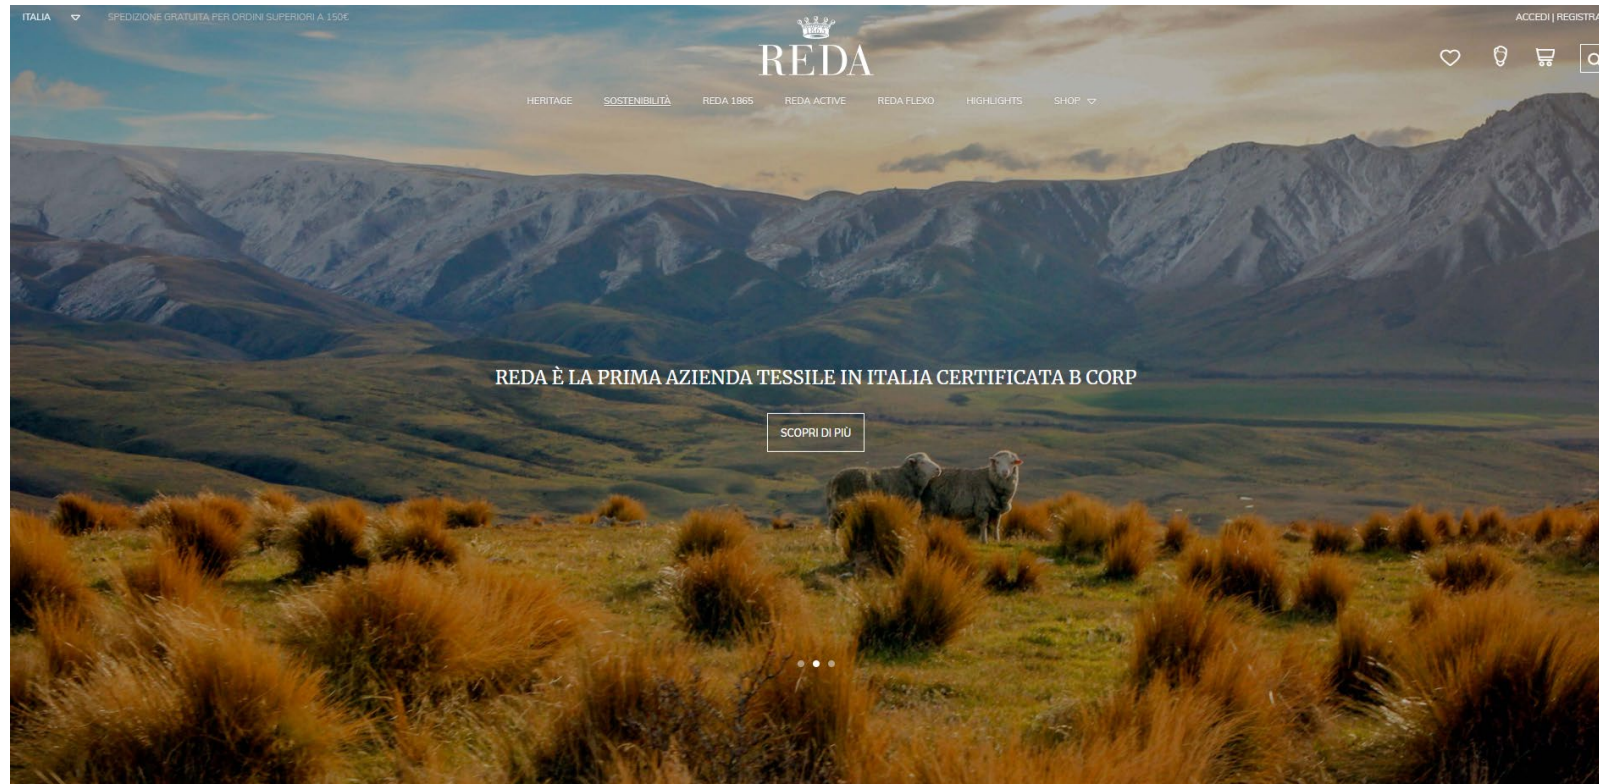 ITALIA
SPEDIZIONE GRATUITA PER ORDINI SUPERIORI A 150€
ACCEDI | REGISTRA
1865
REDA
HERITAGE
SOSTENIBILITÀ
REDA 1865
REDA ACTIVE
REDA FLEXO
HIGHLIGHTS
SHOP
REDA È LA PRIMA AZIENDA TESSILE IN ITALIA CERTIFICATA B CORP
SCOPRI DI PIÙ